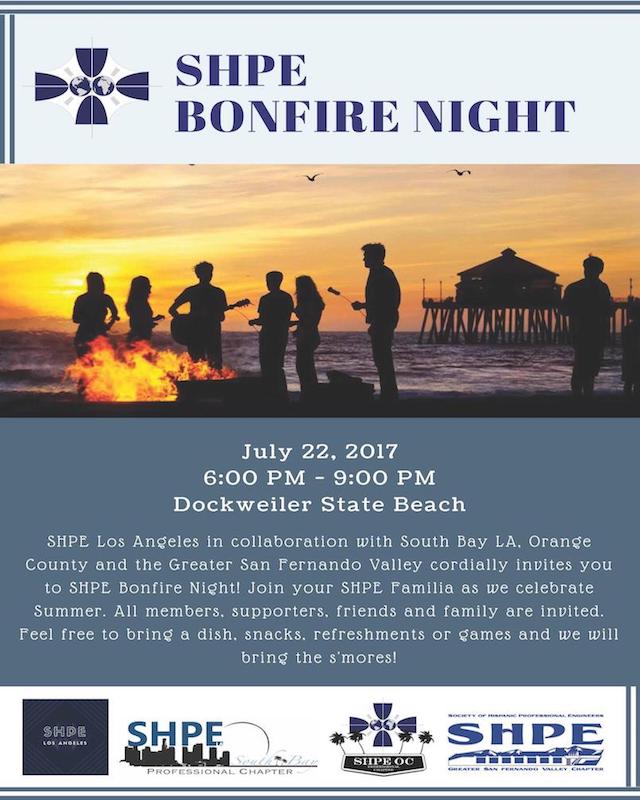 SHPE
BONFIRE NIGHT
July 22, 2017
6:00 PM - 9:00 PM
Dockweiler State Beach
SHPE Los Angeles in collaboration with South Bay LA, Orange
County and the Greater San Fernando Valley cordially invites you
to SHPE Bonfire Night! Join your SHPE Familia as we celebrate
Summer. All members, supporters, friends and family are invited.
Feel free to bring a dish, snacks, refreshments or games and we will
bring the s'mores!
SHPE
LOS ANGELES
SHPE
South Bay
PROFESSIONAL CHAPTER
SHPE OC
SOCIETY OF HISPANIC PROFESSIONAL ENGINEERS
SHPE
GREATER SAN FERNANDO VALLEY CHAPTER